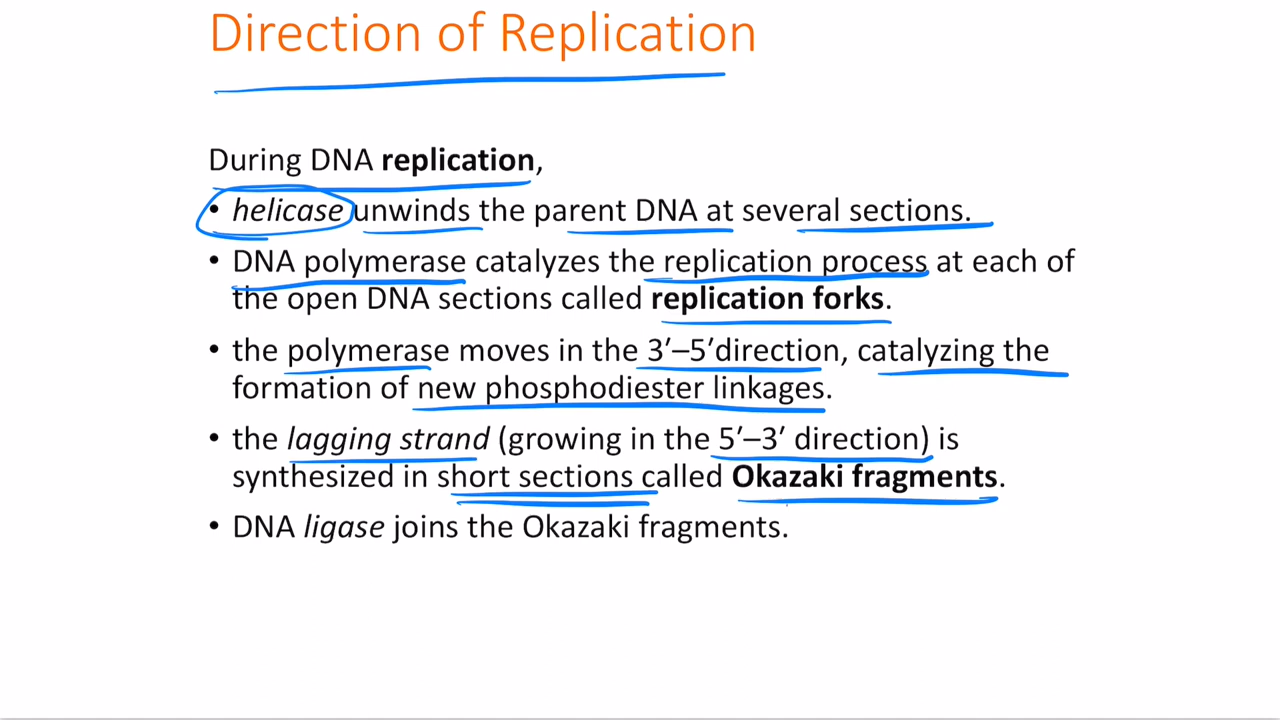 Direction of Replication
During DNA replication,
• helicase unwinds the parent DNA at several sections.
• DNA polymerase catalyzes the replication process at each of
the open DNA sections called replication forks.
• the polymerase moves in the 3′–5′direction, catalyzing the
formation of new phosphodiester linkages.
• the lagging strand (growing in the 5′–3′ direction) is
synthesized in short sections called Okazaki fragments.
• DNA ligase joins the Okazaki fragments.